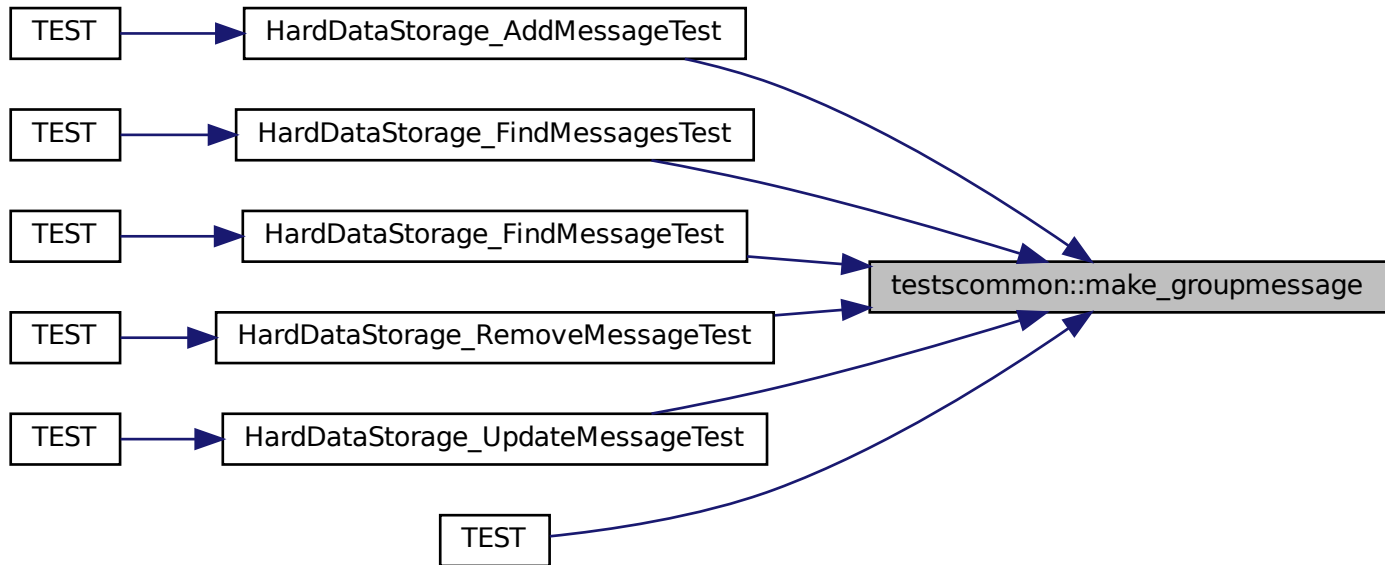 TEST
HardDataStorage_AddMessageTest
TEST
HardDataStorage_FindMessagesTest
TEST
HardDataStorage_FindMessageTest
testscommon::make_groupmessage
TEST
HardDataStorage_RemoveMessageTest
TEST
HardDataStorage_UpdateMessageTest
TEST